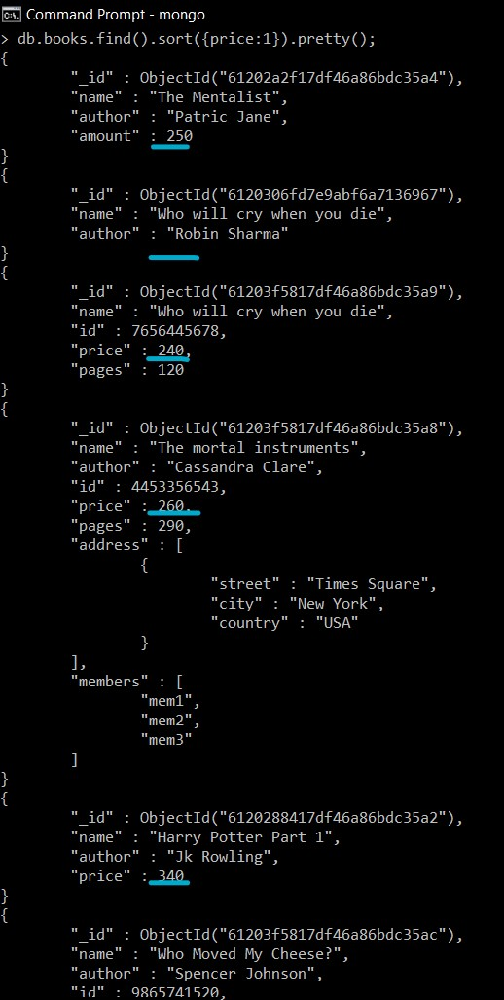 Command Prompt - mongo
> db.books.find().sort({price:1}).pretty();
{
        "_id" : ObjectId("61202a2f17df46a86bdc35a4"),
        "name" : "The Mentalist",
        "author" : "Patric Jane",
        "amount" : 250
}
{
        "_id" : ObjectId("6120306fd7e9abf6a7136967"),
        "name" : "Who will cry when you die",
        "author" : "Robin Sharma"
}
{
        "_id" : ObjectId("61203f5817df46a86bdc35a9"),
        "name" : "Who will cry when you die",
        "id" : 7656445678,
        "price" : 240,
        "pages" : 120
}
{
        "_id" : ObjectId("61203f5817df46a86bdc35a8"),
        "name" : "The mortal instruments",
        "author" : "Cassandra Clare",
        "id" : 4453356543,
        "price" : 260,
        "pages" : 290,
        "address" : [
                {
                        "street" : "Times Square",
                        "city" : "New York",
                        "country" : "USA"
                }
        ],
        "members" : [
                "mem1",
                "mem2",
                "mem3"
        ]
}
{
        "_id" : ObjectId("6120288417df46a86bdc35a2"),
        "name" : "Harry Potter Part 1",
        "author" : "Jk Rowling",
        "price" : 340
}
{
        "_id" : ObjectId("61203f5817df46a86bdc35ac"),
        "name" : "Who Moved My Cheese?",
        "author" : "Spencer Johnson",
        "id" : 9865741520,